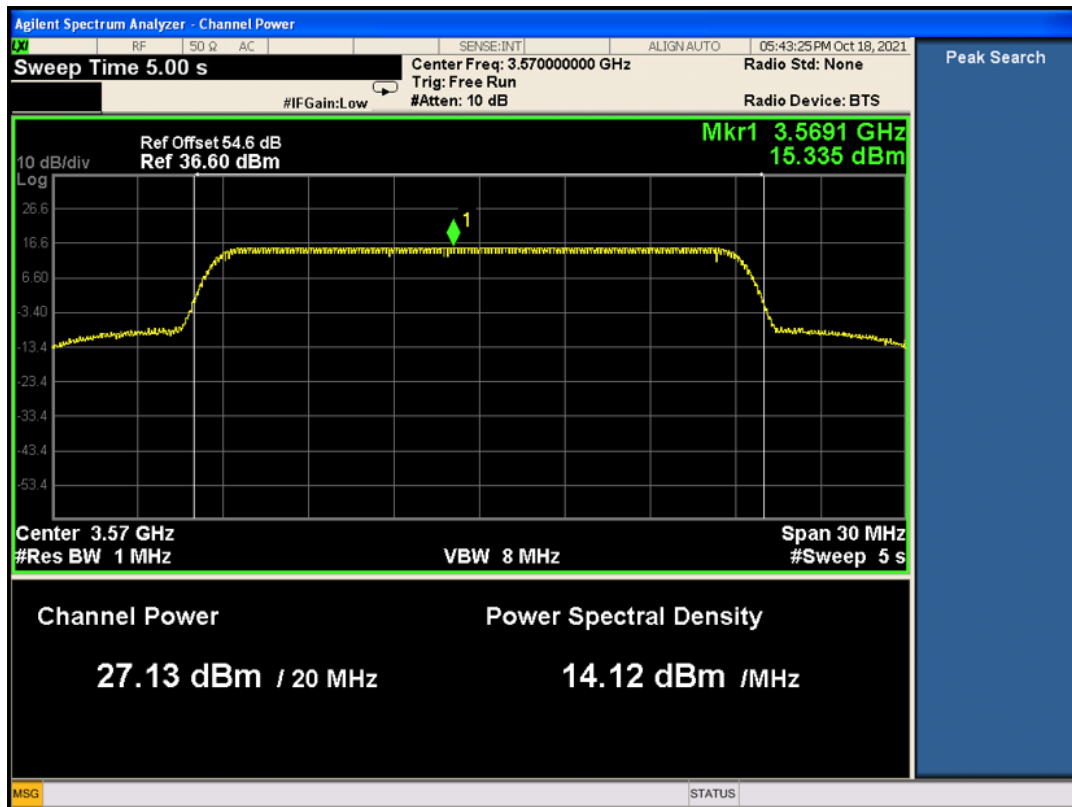 Agilent Spectrum Analyzer - Channel Power
LXI RF 50 Ω AC SENSE:INT ALIGN AUTO 05:43:25 PM Oct 18, 2021
Sweep Time 5.00 s
Center Freq: 3.570000000 GHz
Radio Std: None
Trig: Free Run
#IFGain:Low
#Atten: 10 dB
Radio Device: BTS
Peak Search
Ref Offset 54.6 dB
Mkr1 3.5691 GHz
10 dB/div Ref 36.60 dBm
15.335 dBm
Log
26.6
1
16.6
6.60
-3.40
-13.4
-23.4
-33.4
-43.4
-53.4
Center 3.57 GHz
Span 30 MHz
#Res BW 1 MHz
VBW 8 MHz
#Sweep 5 s
Channel Power
Power Spectral Density
27.13 dBm / 20 MHz
14.12 dBm /MHz
MSG
STATUS